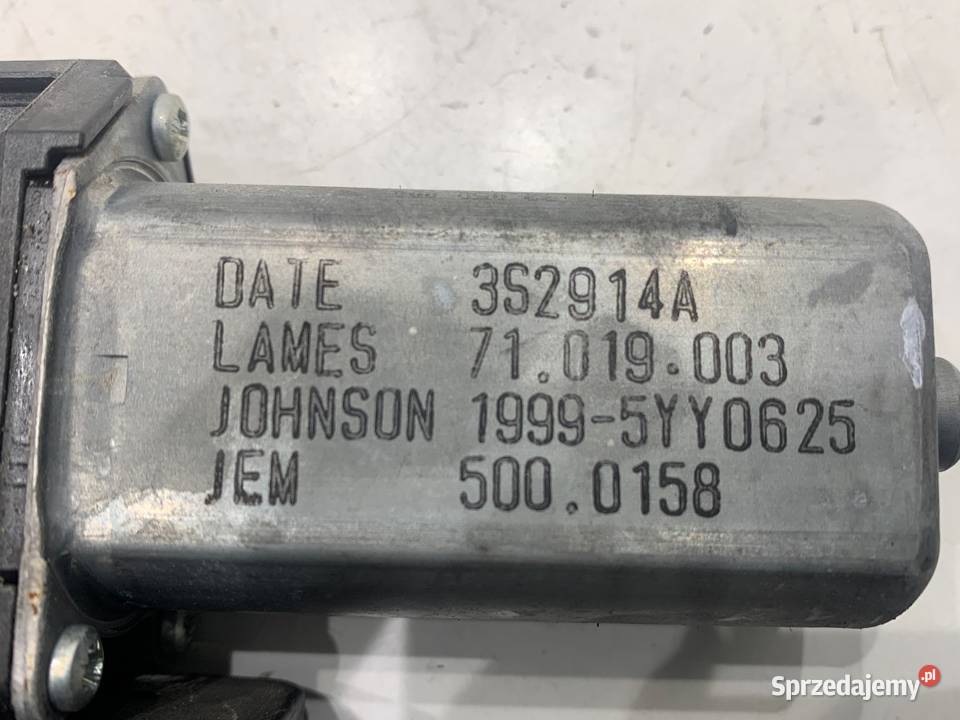 DATE 3S2914A
LAMES 71.019.003
JOHNSON 1999-5YY0625
JEM 500.0158
Sprzedajemy.pl